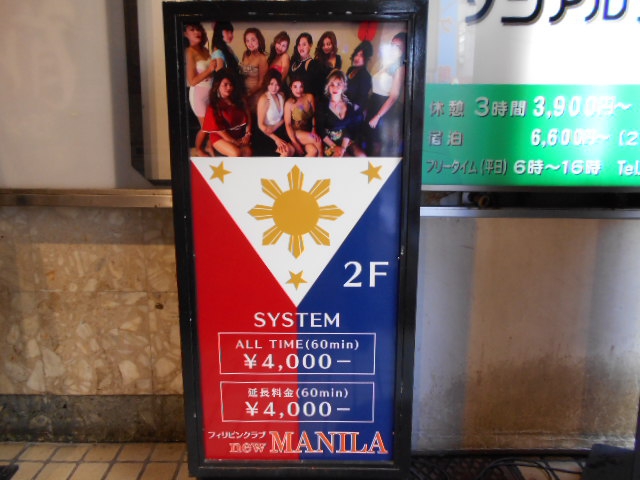 2F
SYSTEM
ALL TIME(60min)
¥4,000−
延長料金(60min)
¥4,000−
フィリピンクラブ
new MANILA
休憩 3時間 3,900円〜
宿泊 6,600円〜
フリータイム(平日) 6時〜16時 TeL